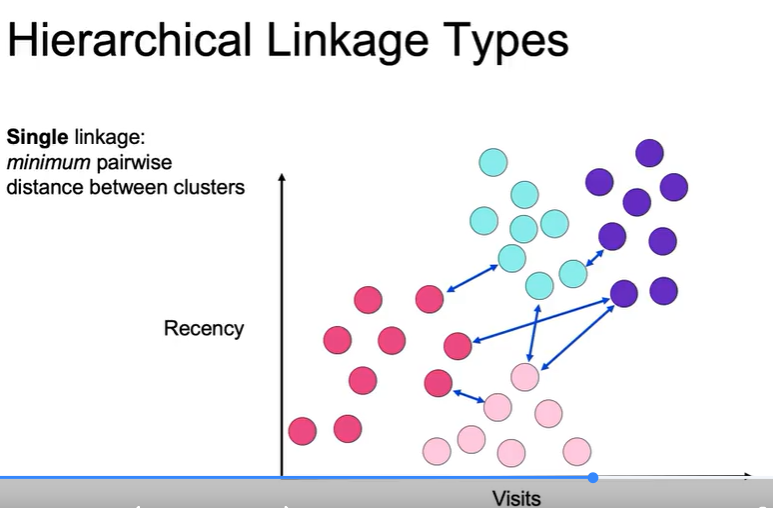 Hierarchical Linkage Types
Single linkage:
minimum pairwise
distance between clusters
Recency
Visits